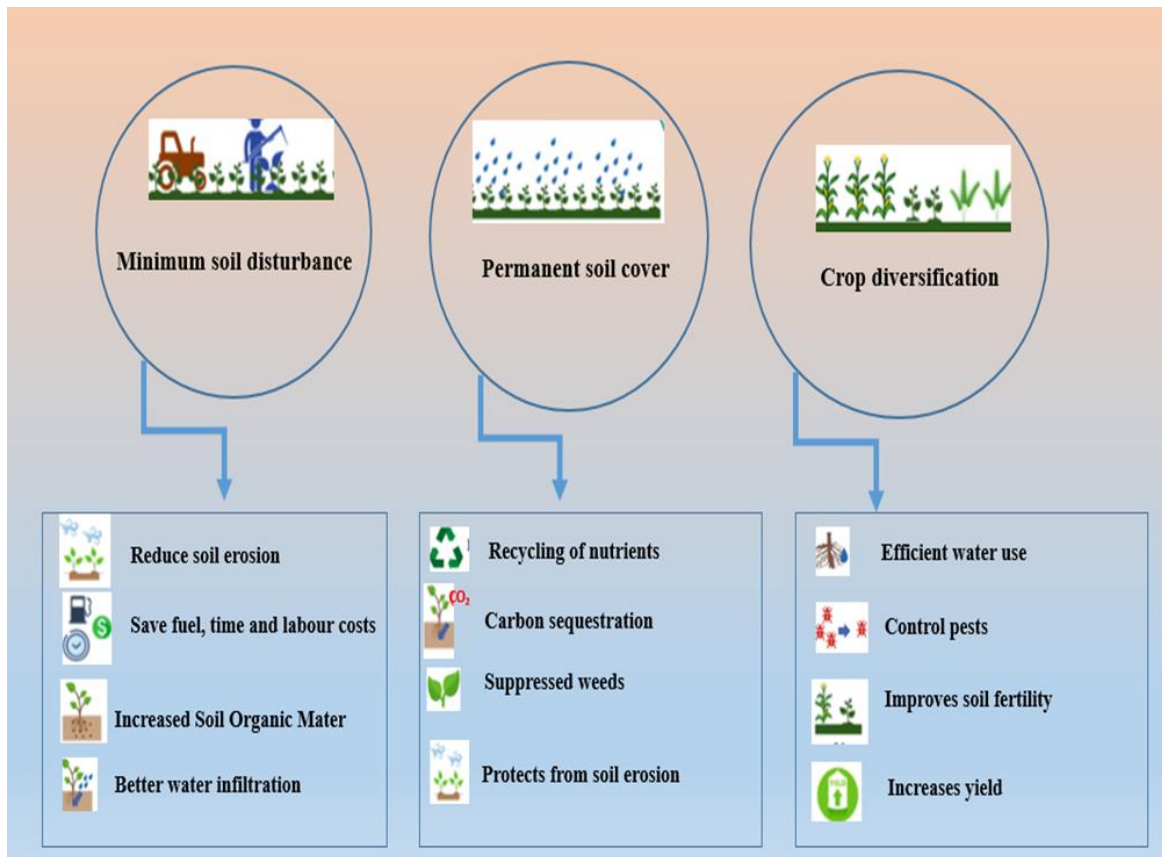 Minimum soil disturbance
Permanent soil cover
Crop diversification
Reduce soil erosion
Save fuel, time and labour costs
Increased Soil Organic Mater
Better water infiltration
Recycling of nutrients
CO₂
Carbon sequestration
Suppressed weeds
Protects from soil erosion
Efficient water use
Control pests
Improves soil fertility
YIELD
Increases yield